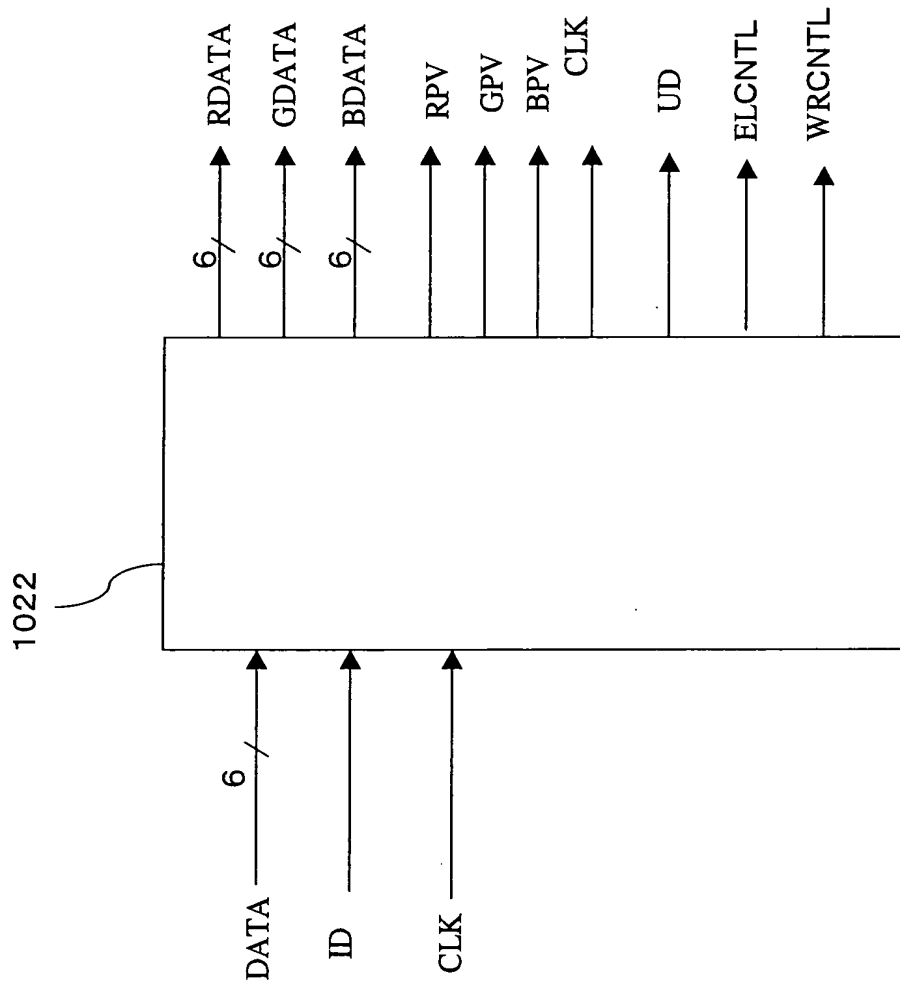 1022
DATA
6
ID
CLK
6
RDATA
6
GDATA
6
BDATA
RPV
GPV
BPV
CLK
UD
ELCNTL
WRCNTL